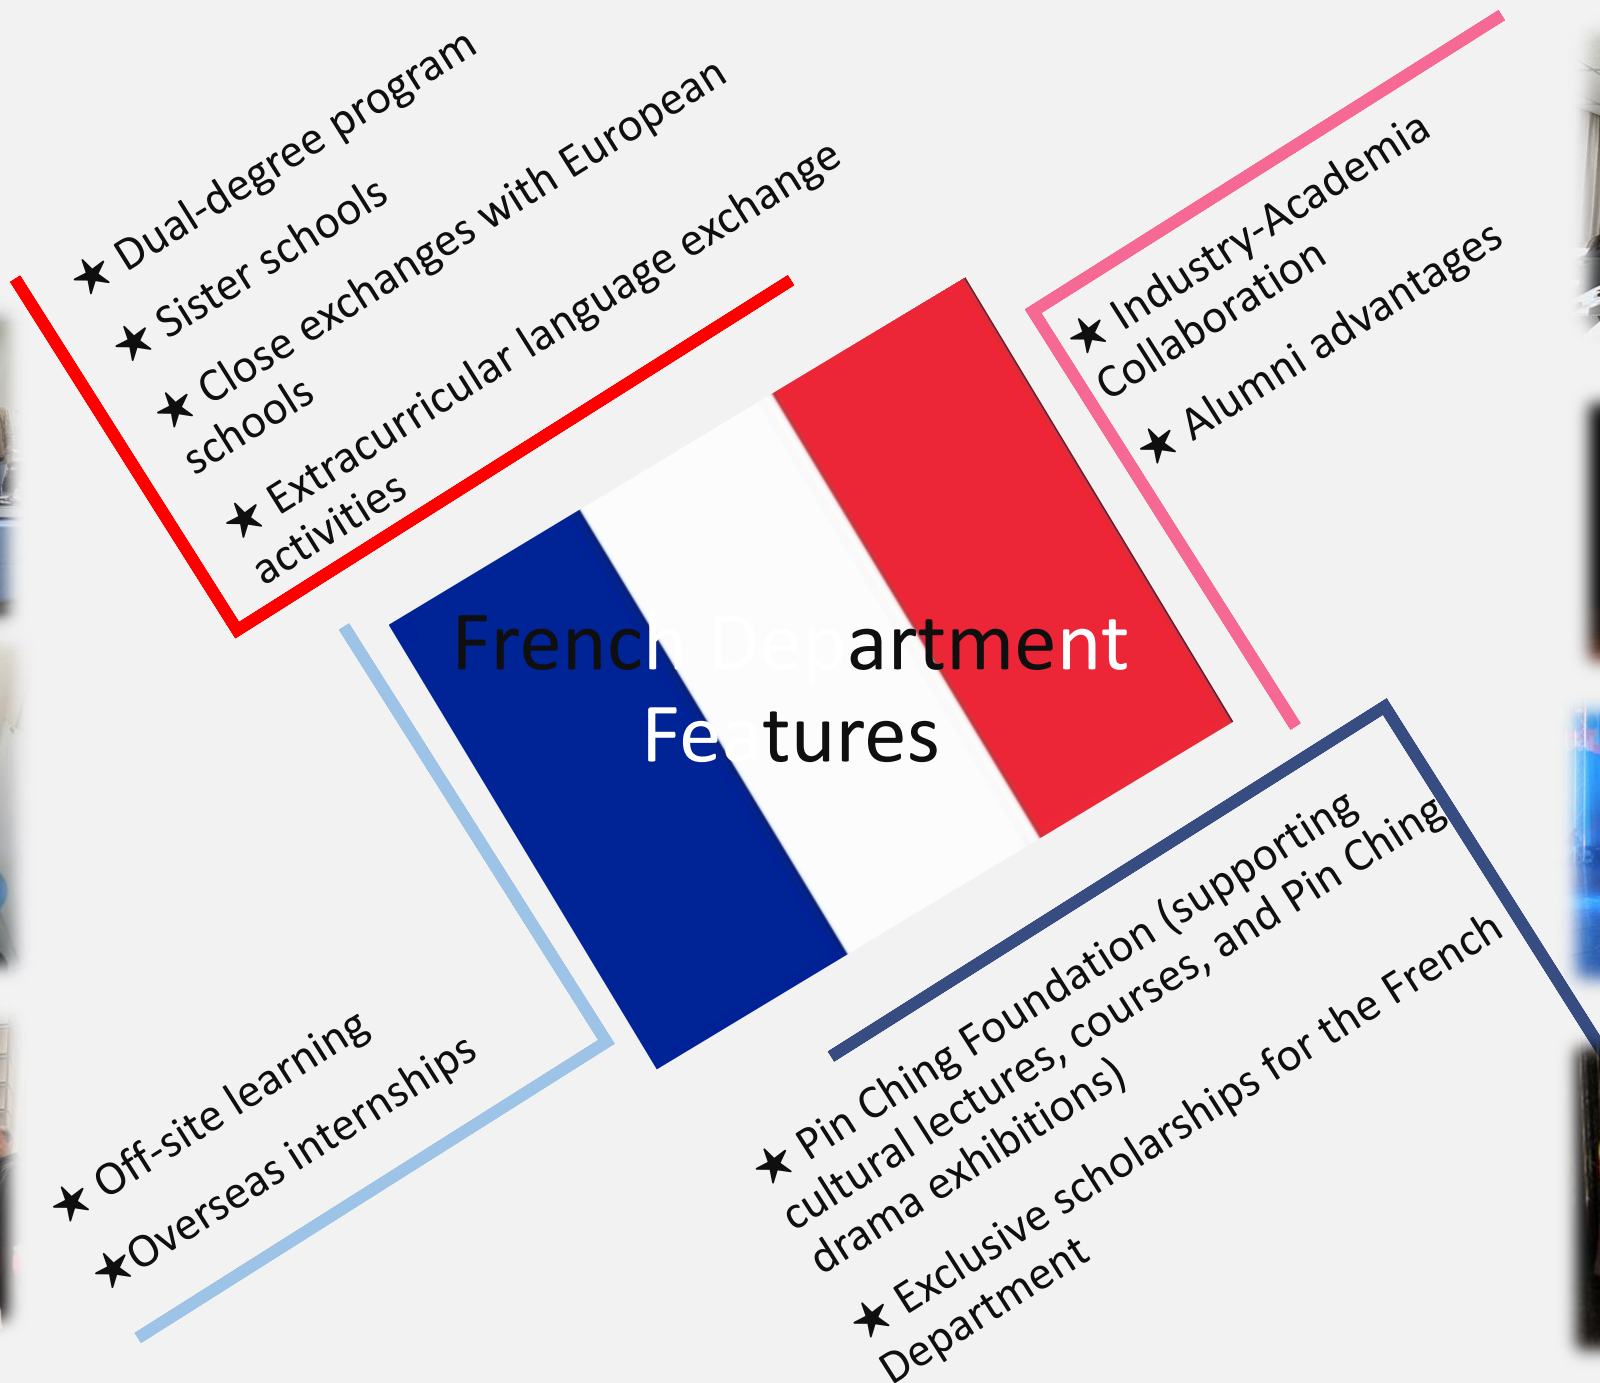 ★ Dual-degree program
★ Sister schools
★ Close exchanges with European
schools
★ Extracurricular language exchange
activities
★ Industry-Academia
Collaboration
★ Alumni advantages
French Department
Features
★ Off-site learning
★Overseas internships
★ Pin Ching Foundation (supporting
cultural lectures, courses, and Pin Ching
drama exhibitions)
★ Exclusive scholarships for the French
Department